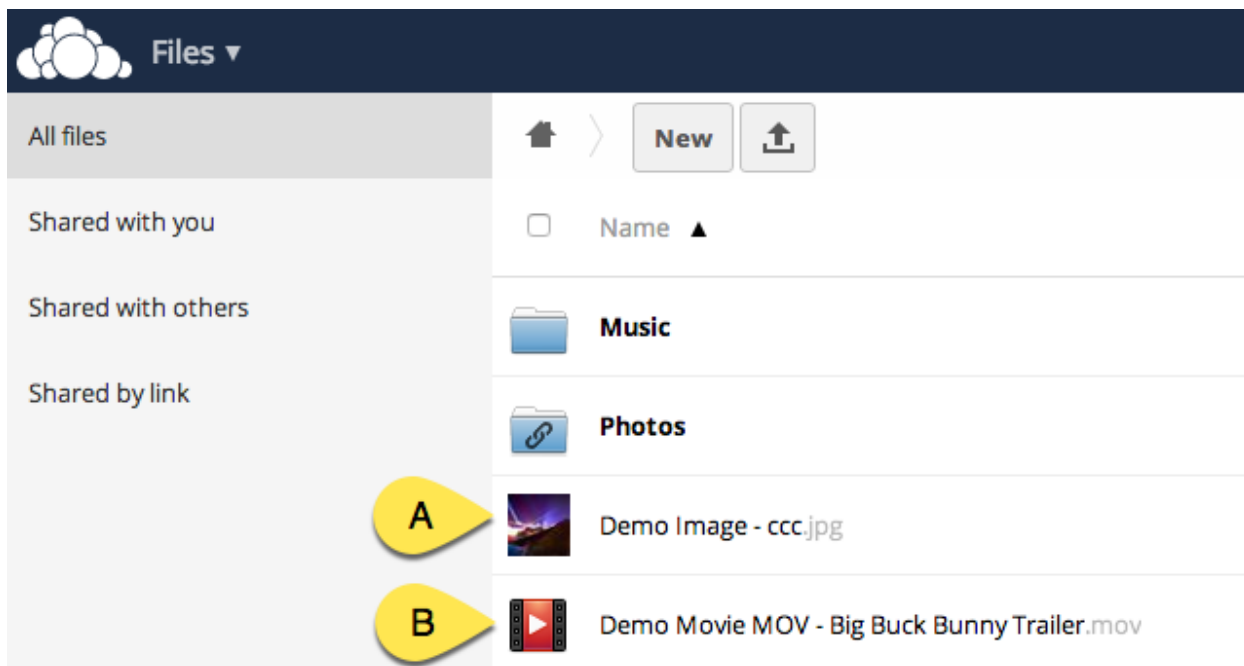 Files ▾
All files
New
Shared with you
Name ▲
Shared with others
Music
Shared by link
Photos
A
Demo Image - ccc.jpg
B
Demo Movie MOV - Big Buck Bunny Trailer.mov